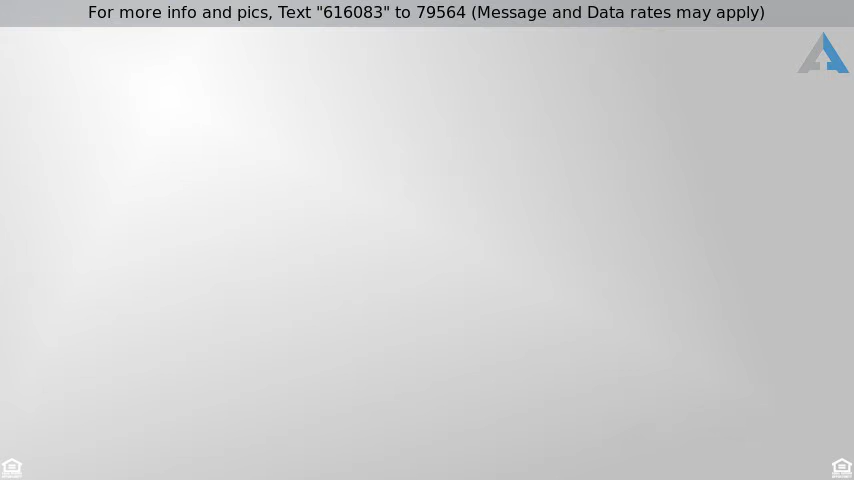 For more info and pics, Text "616083" to 79564 (Message and Data rates may apply)